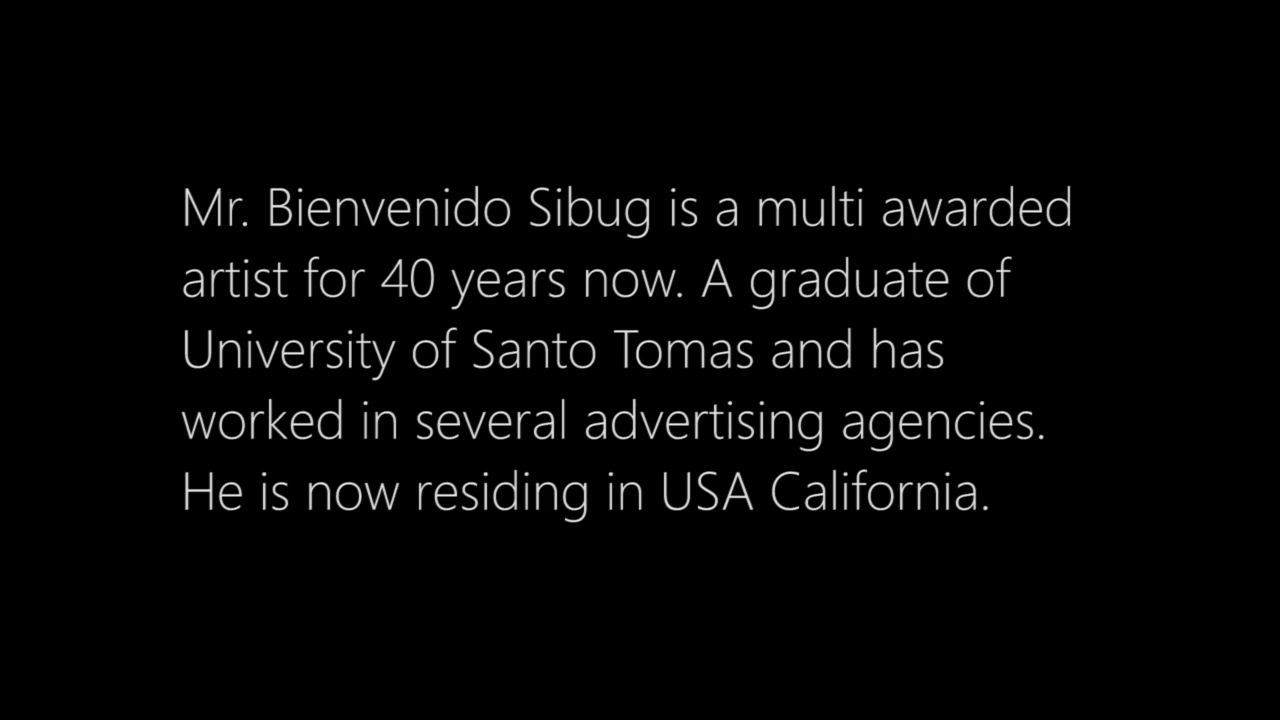 Mr. Bienvenido Sibug is a multi awarded
artist for 40 years now. A graduate of
University of Santo Tomas and has
worked in several advertising agencies.
He is now residing in USA California.